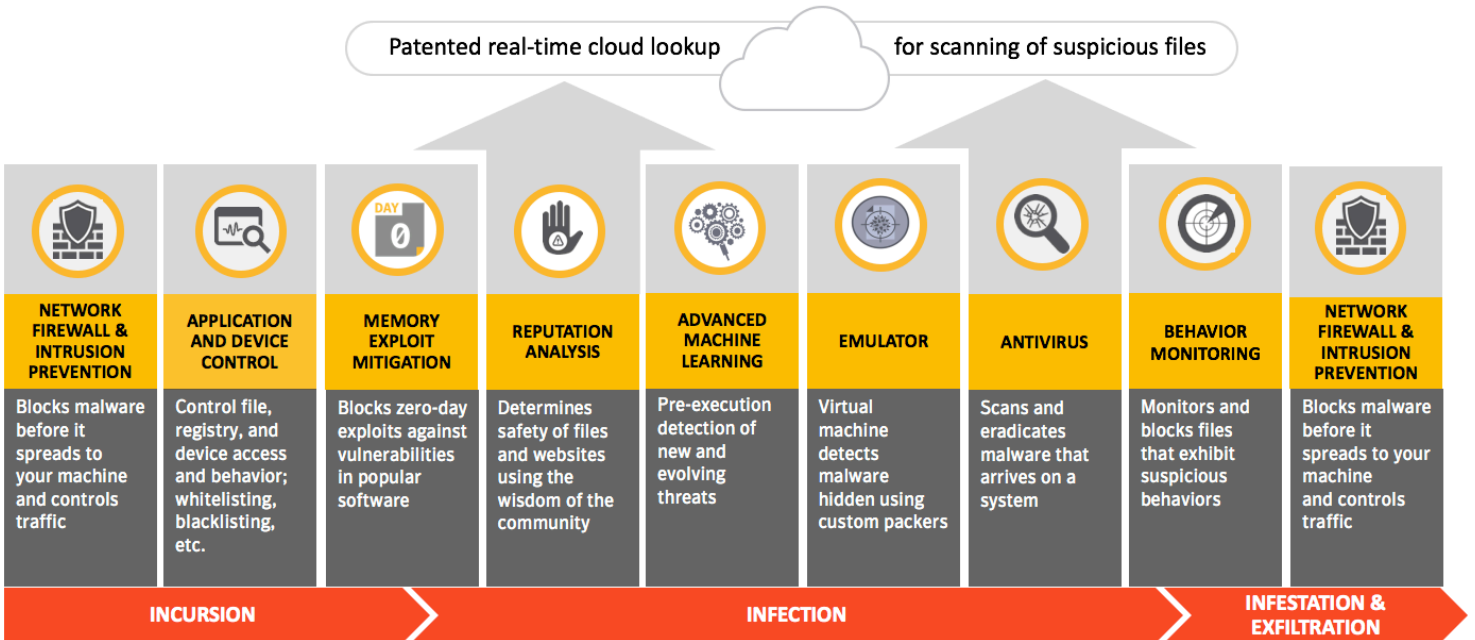 Patented real-time cloud lookup
for scanning of suspicious files
NETWORK
FIREWALL &
INTRUSION
PREVENTION
Blocks malware
before it
spreads to
your machine
and controls
traffic
APPLICATION
AND DEVICE
CONTROL
Control file,
registry, and
device access
and behavior;
whitelisting,
blacklisting,
etc.
DAY
0
MEMORY
EXPLOIT
MITIGATION
Blocks zero-day
exploits against
vulnerabilities
in popular
software
REPUTATION
ANALYSIS
Determines
safety of files
and websites
using the
wisdom of the
community
ADVANCED
MACHINE
LEARNING
Pre-execution
detection of
new and
evolving
threats
EMULATOR
Virtual
machine
detects
malware
hidden using
custom packers
ANTIVIRUS
Scans and
eradicates
malware that
arrives on a
system
BEHAVIOR
MONITORING
Monitors and
blocks files
that exhibit
suspicious
behaviors
NETWORK
FIREWALL &
INTRUSION
PREVENTION
Blocks malware
before it
spreads to your
machine
and controls
traffic
INCURSION
INFECTION
INFESTATION &
EXFILTRATION